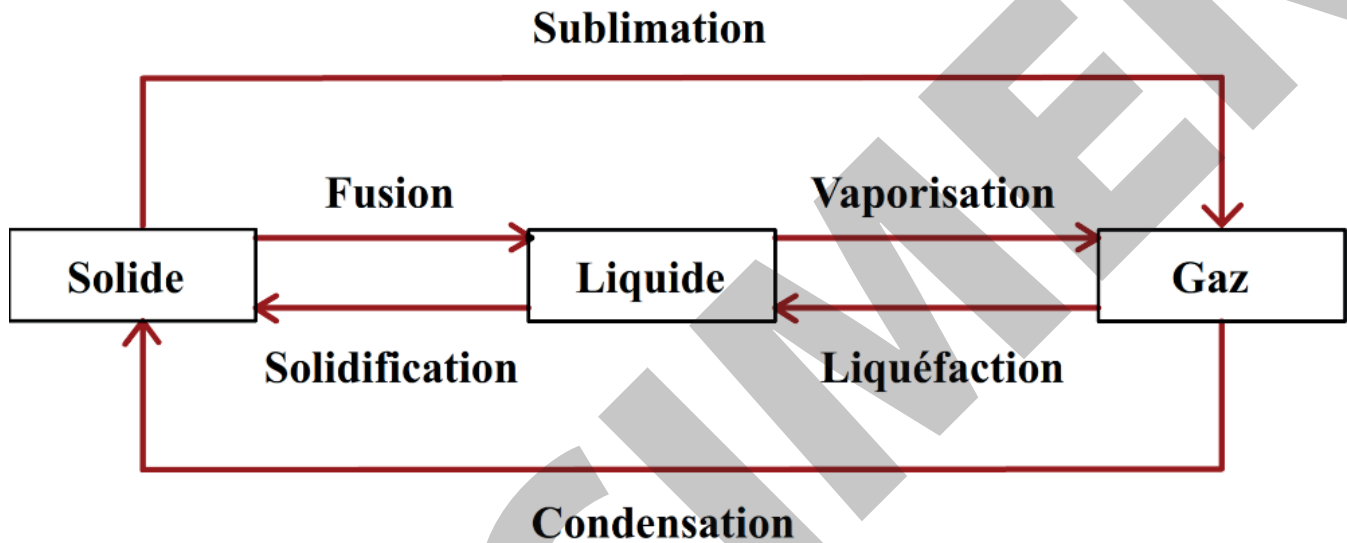 Sublimation
Fusion
Vaporisation
Solide
Liquide
Gaz
Solidification
Liquéfaction
Condensation